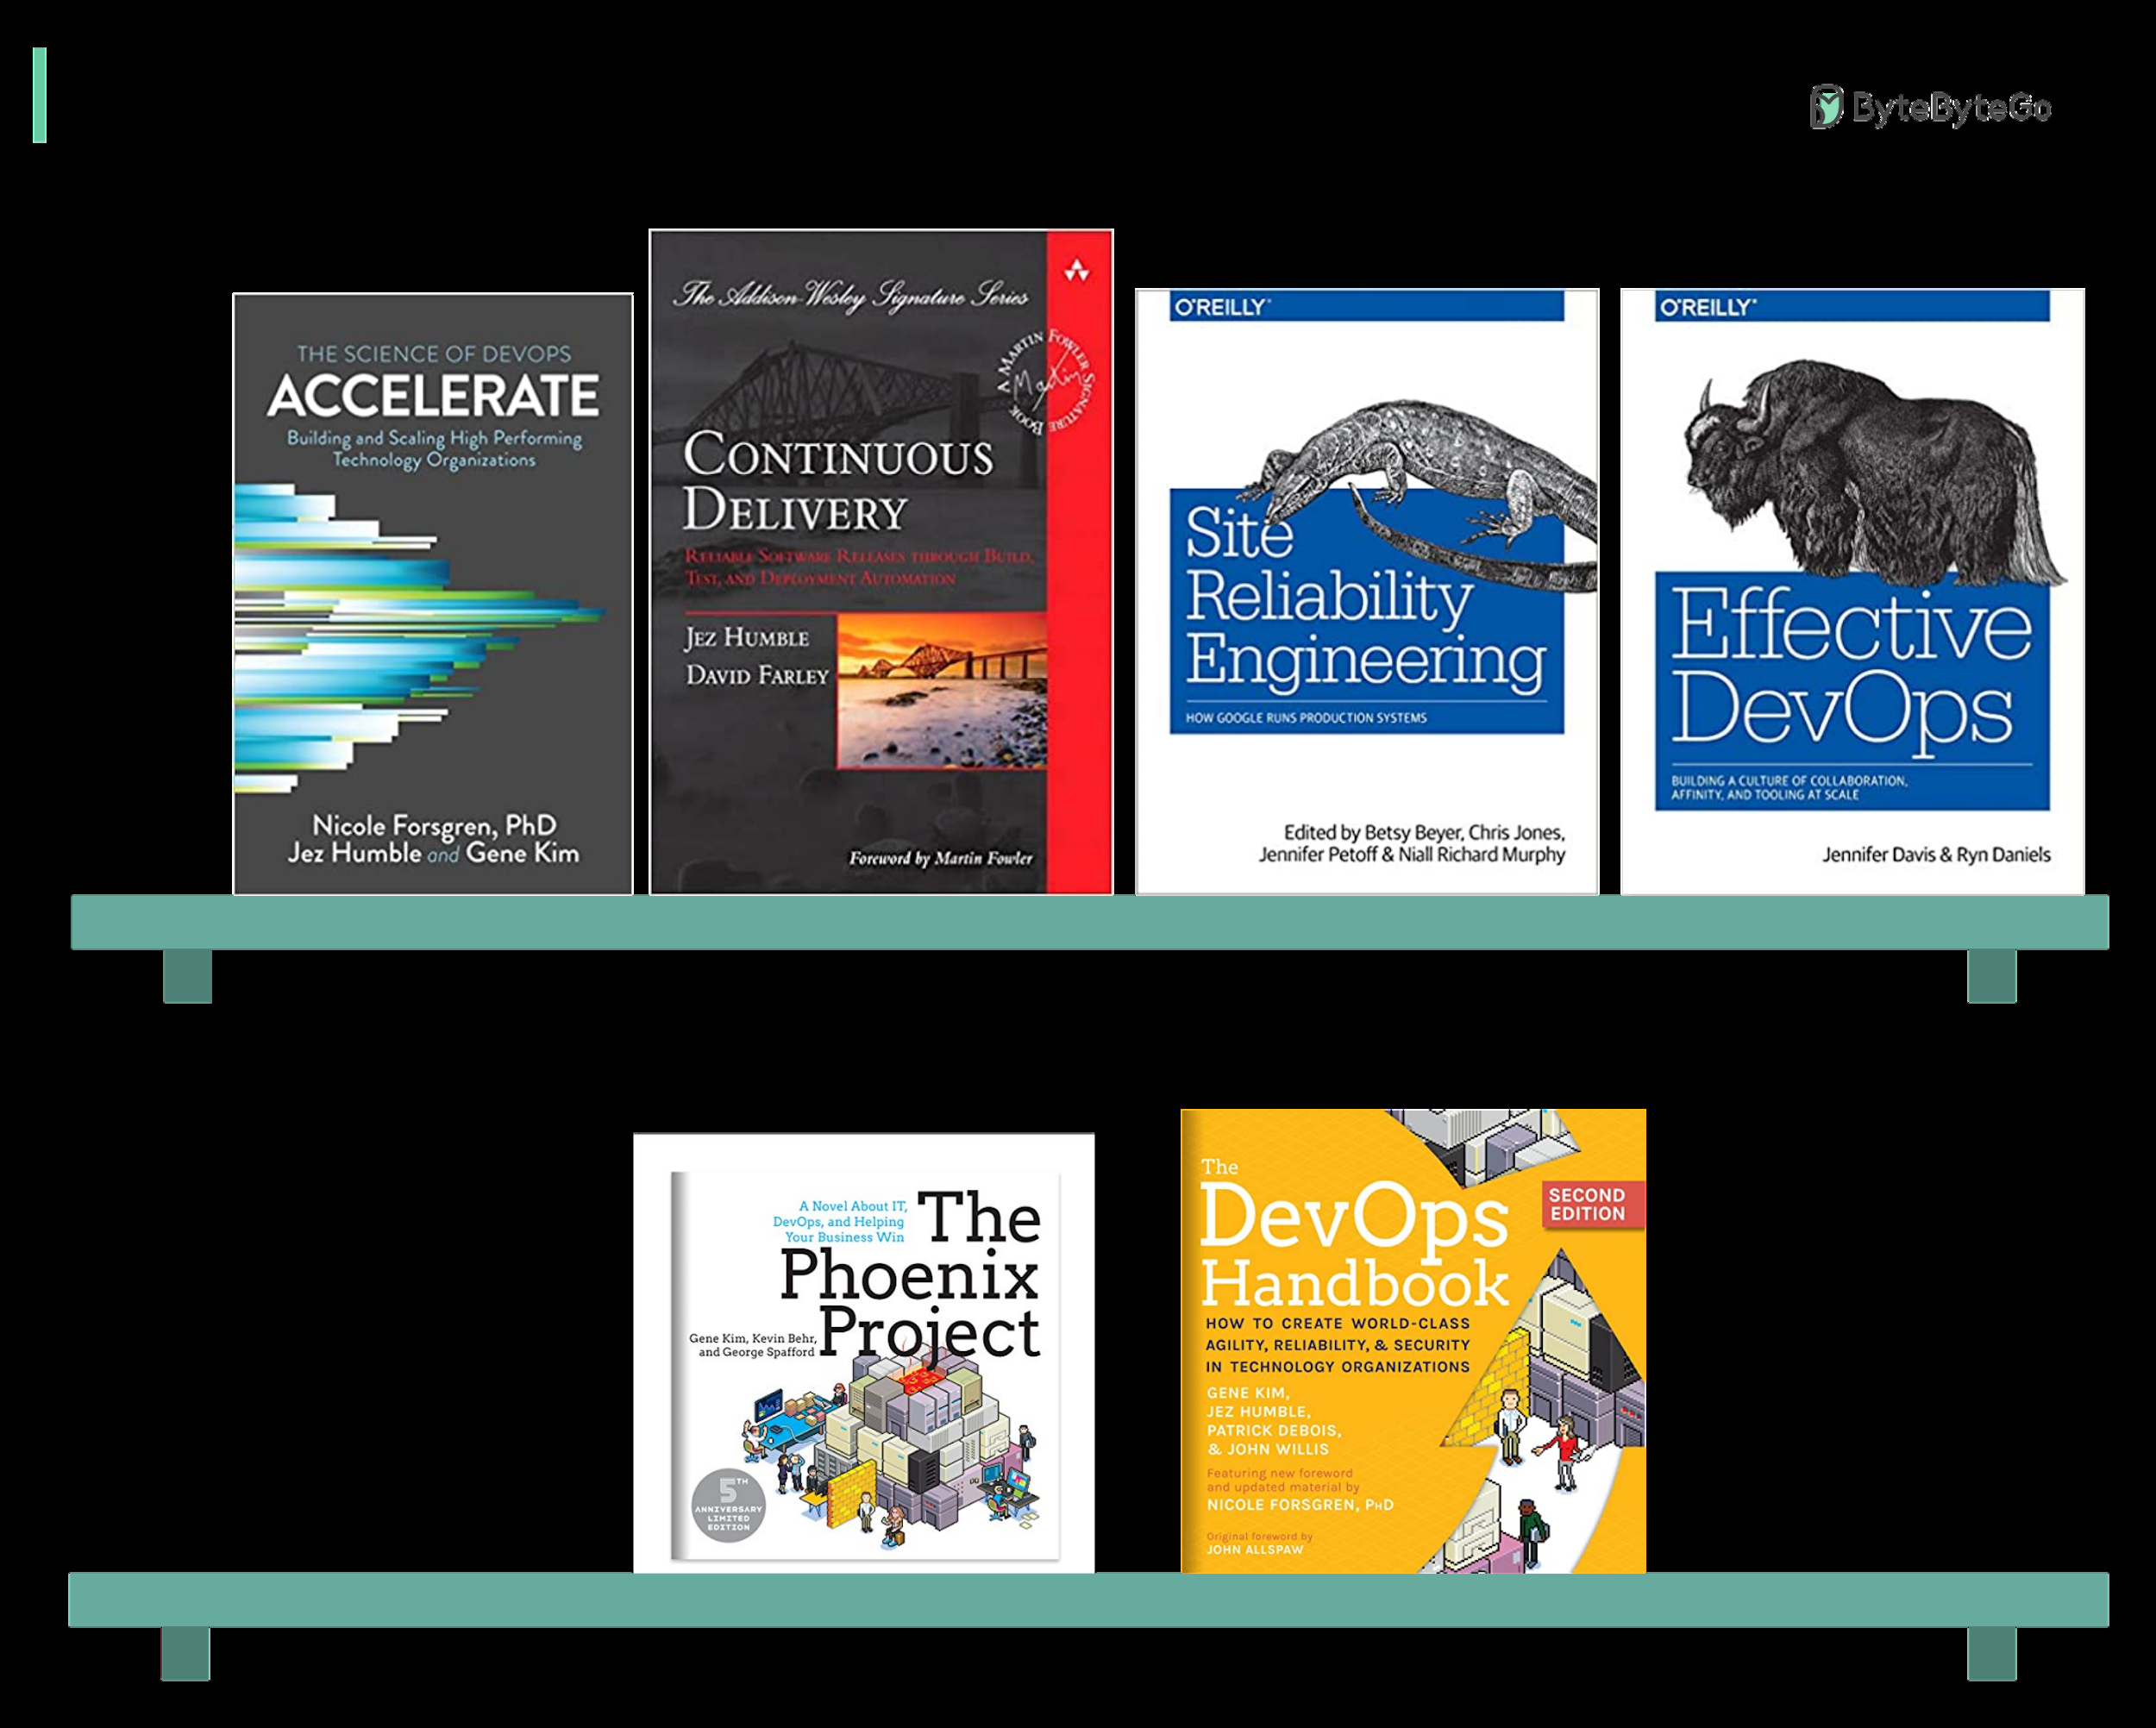 ByteByteGo
THE SCIENCE OF DEVOPS
ACCELERATE
Building and Scaling High Performing
Technology Organizations
Nicole Forsgren, PhD
Jez Humble and Gene Kim
The Addison-Wesley Signature Series
A MARTIN FOWLER SIGNATURE BOOK
Martin
CONTINUOUS
DELIVERY
RELIABLE SOFTWARE RELEASES THROUGH BUILD,
TEST, AND DEPLOYMENT AUTOMATION
JEZ HUMBLE
DAVID FARLEY
Foreword by Martin Fowler
O'REILLY®
Site
Reliability
Engineering
HOW GOOGLE RUNS PRODUCTION SYSTEMS
Edited by Betsy Beyer, Chris Jones,
Jennifer Petoff & Niall Richard Murphy
O'REILLY®
Effective
DevOps
BUILDING A CULTURE OF COLLABORATION,
AFFINITY, AND TOOLING AT SCALE
Jennifer Davis & Ryn Daniels
A Novel About IT,
DevOps, and Helping
Your Business Win
The
Phoenix
Project
Gene Kim, Kevin Behr,
and George Spafford
5TH
ANNIVERSARY
LIMITED
EDITION
The
DevOps
Handbook
SECOND
EDITION
HOW TO CREATE WORLD-CLASS
AGILITY, RELIABILITY, & SECURITY
IN TECHNOLOGY ORGANIZATIONS
GENE KIM,
JEZ HUMBLE,
PATRICK DEBOIS,
& JOHN WILLIS
Featuring new foreword
and updated material by
NICOLE FORSGREN, PHD
Original foreword by
JOHN ALLSPAW